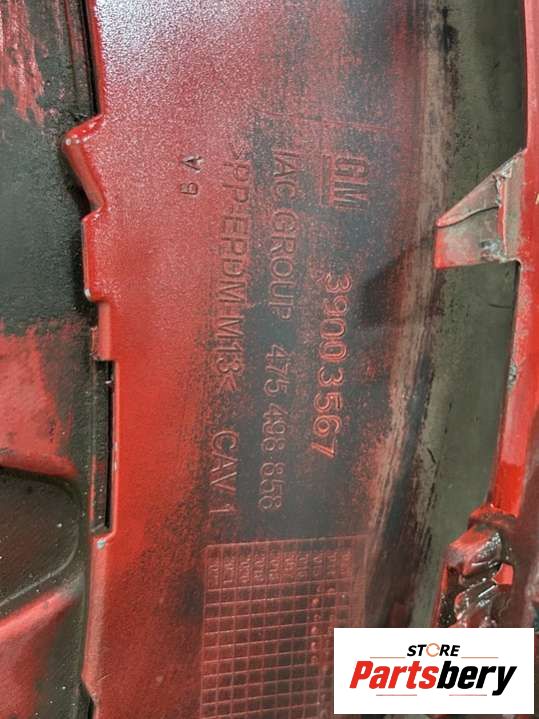 GM 39003567
IAC GROUP 475 498 858
>PP-EPDM-M13< CAV 1
STORE
Partsbery